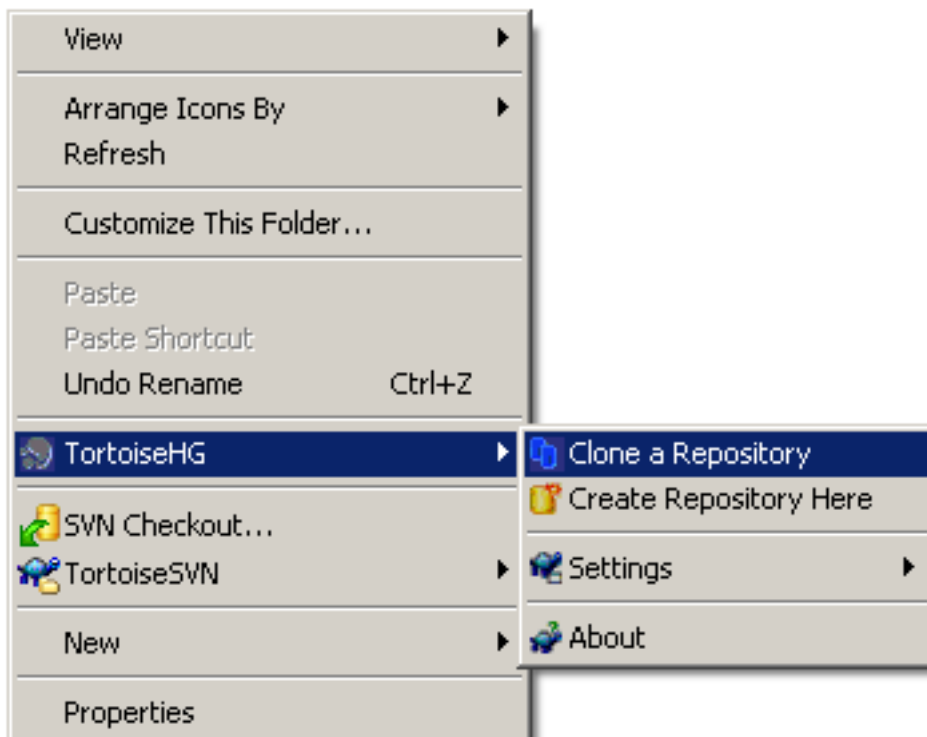 View
Arrange Icons By
Refresh
Customize This Folder...
Paste
Paste Shortcut
Undo Rename Ctrl+Z
TortoiseHG
SVN Checkout...
TortoiseSVN
New
Properties
Clone a Repository
Create Repository Here
Settings
About